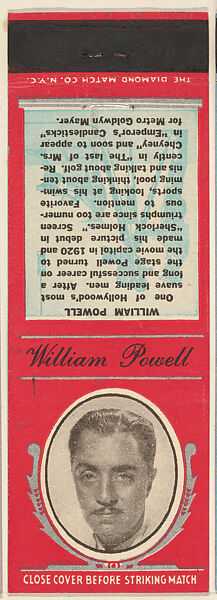 THE DIAMOND MATCH CO. N.Y.C.
WILLIAM POWELL
One of Hollywood's most
suave leading men. After a
long and successful career on
the stage Powell turned to
the movie capitol in 1920 and
made his picture debut in
"Sherlock Holmes." Screen
triumphs since are too numer-
ous to mention. Favorite
sports, looking at his swim-
ming pool, thinking about ten-
nis and talking about golf. Re-
cently in "The last of Mrs.
Cheyney" and soon to appear
in "Emperor's Candlesticks"
for Metro Goldwyn Mayer.
William Powell
CLOSE COVER BEFORE STRIKING MATCH